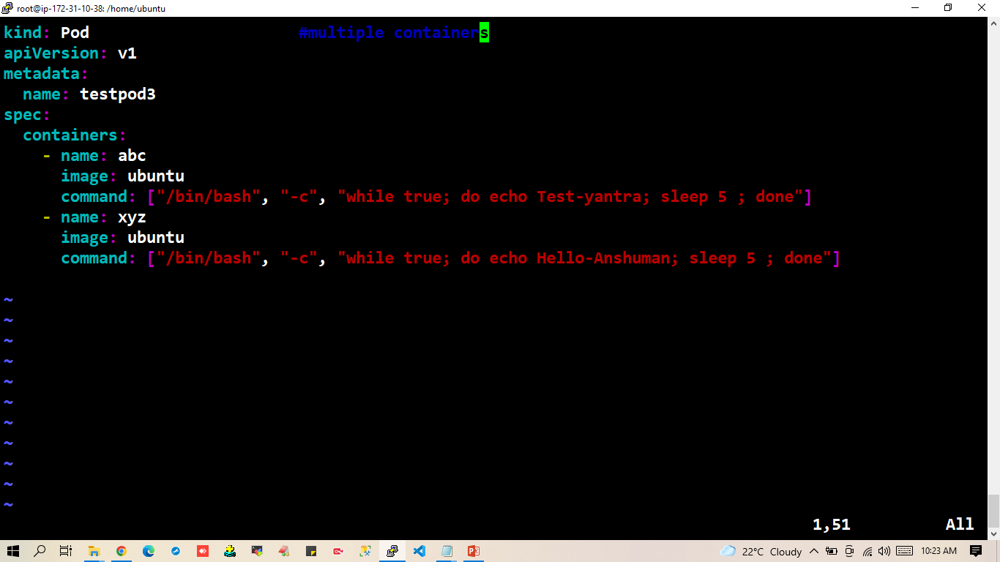 root@ip-172-31-10-38: /home/ubuntu
kind: Pod                      #multiple containers
apiVersion: v1
metadata:
  name: testpod3
spec:
  containers:
    - name: abc
      image: ubuntu
      command: ["/bin/bash", "-c", "while true; do echo Test-yantra; sleep 5 ; done"]
    - name: xyz
      image: ubuntu
      command: ["/bin/bash", "-c", "while true; do echo Hello-Anshuman; sleep 5 ; done"]
~
~
~
~
~
~
~
~
~
~
~
1,51          All
22°C Cloudy 10:23 AM